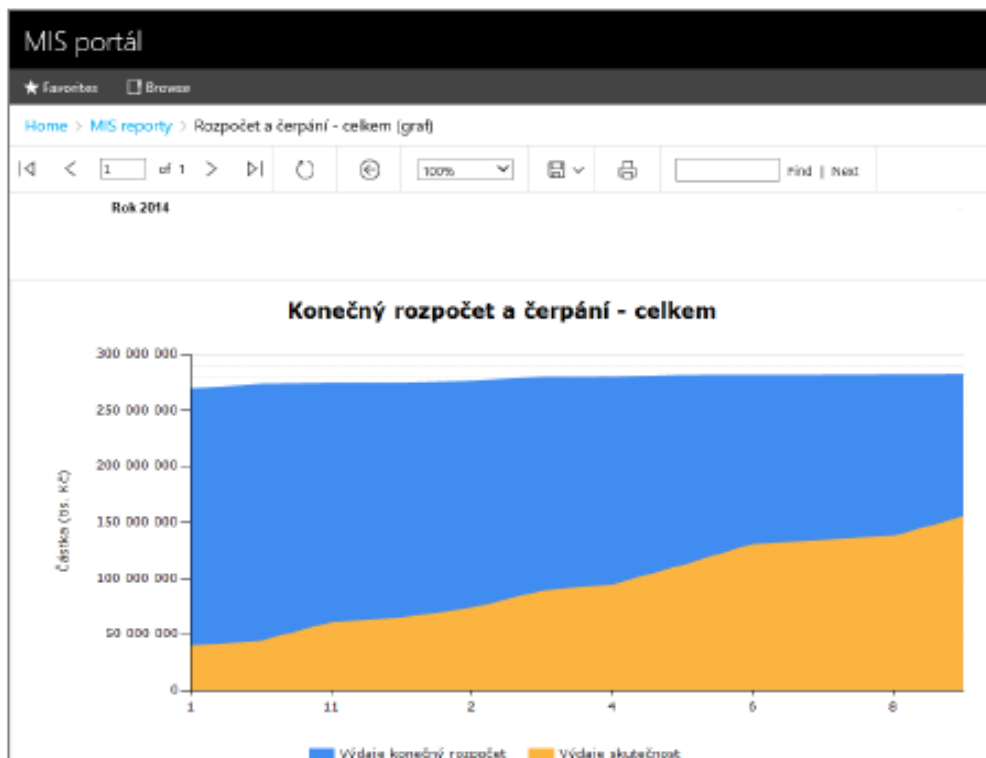 MIS portál
★ Favorites Browse
Home > MIS reporty > Rozpočet a čerpání - celkem (graf)
1 of 1 100% Find | Next
Rok 2014
Konečný rozpočet a čerpání - celkem
300 000 000
250 000 000
200 000 000
150 000 000
100 000 000
50 000 000
0
Částka (tis. Kč)
1 11 2 4 6 8
Výdaje konečný rozpočet Výdaje skutečnost